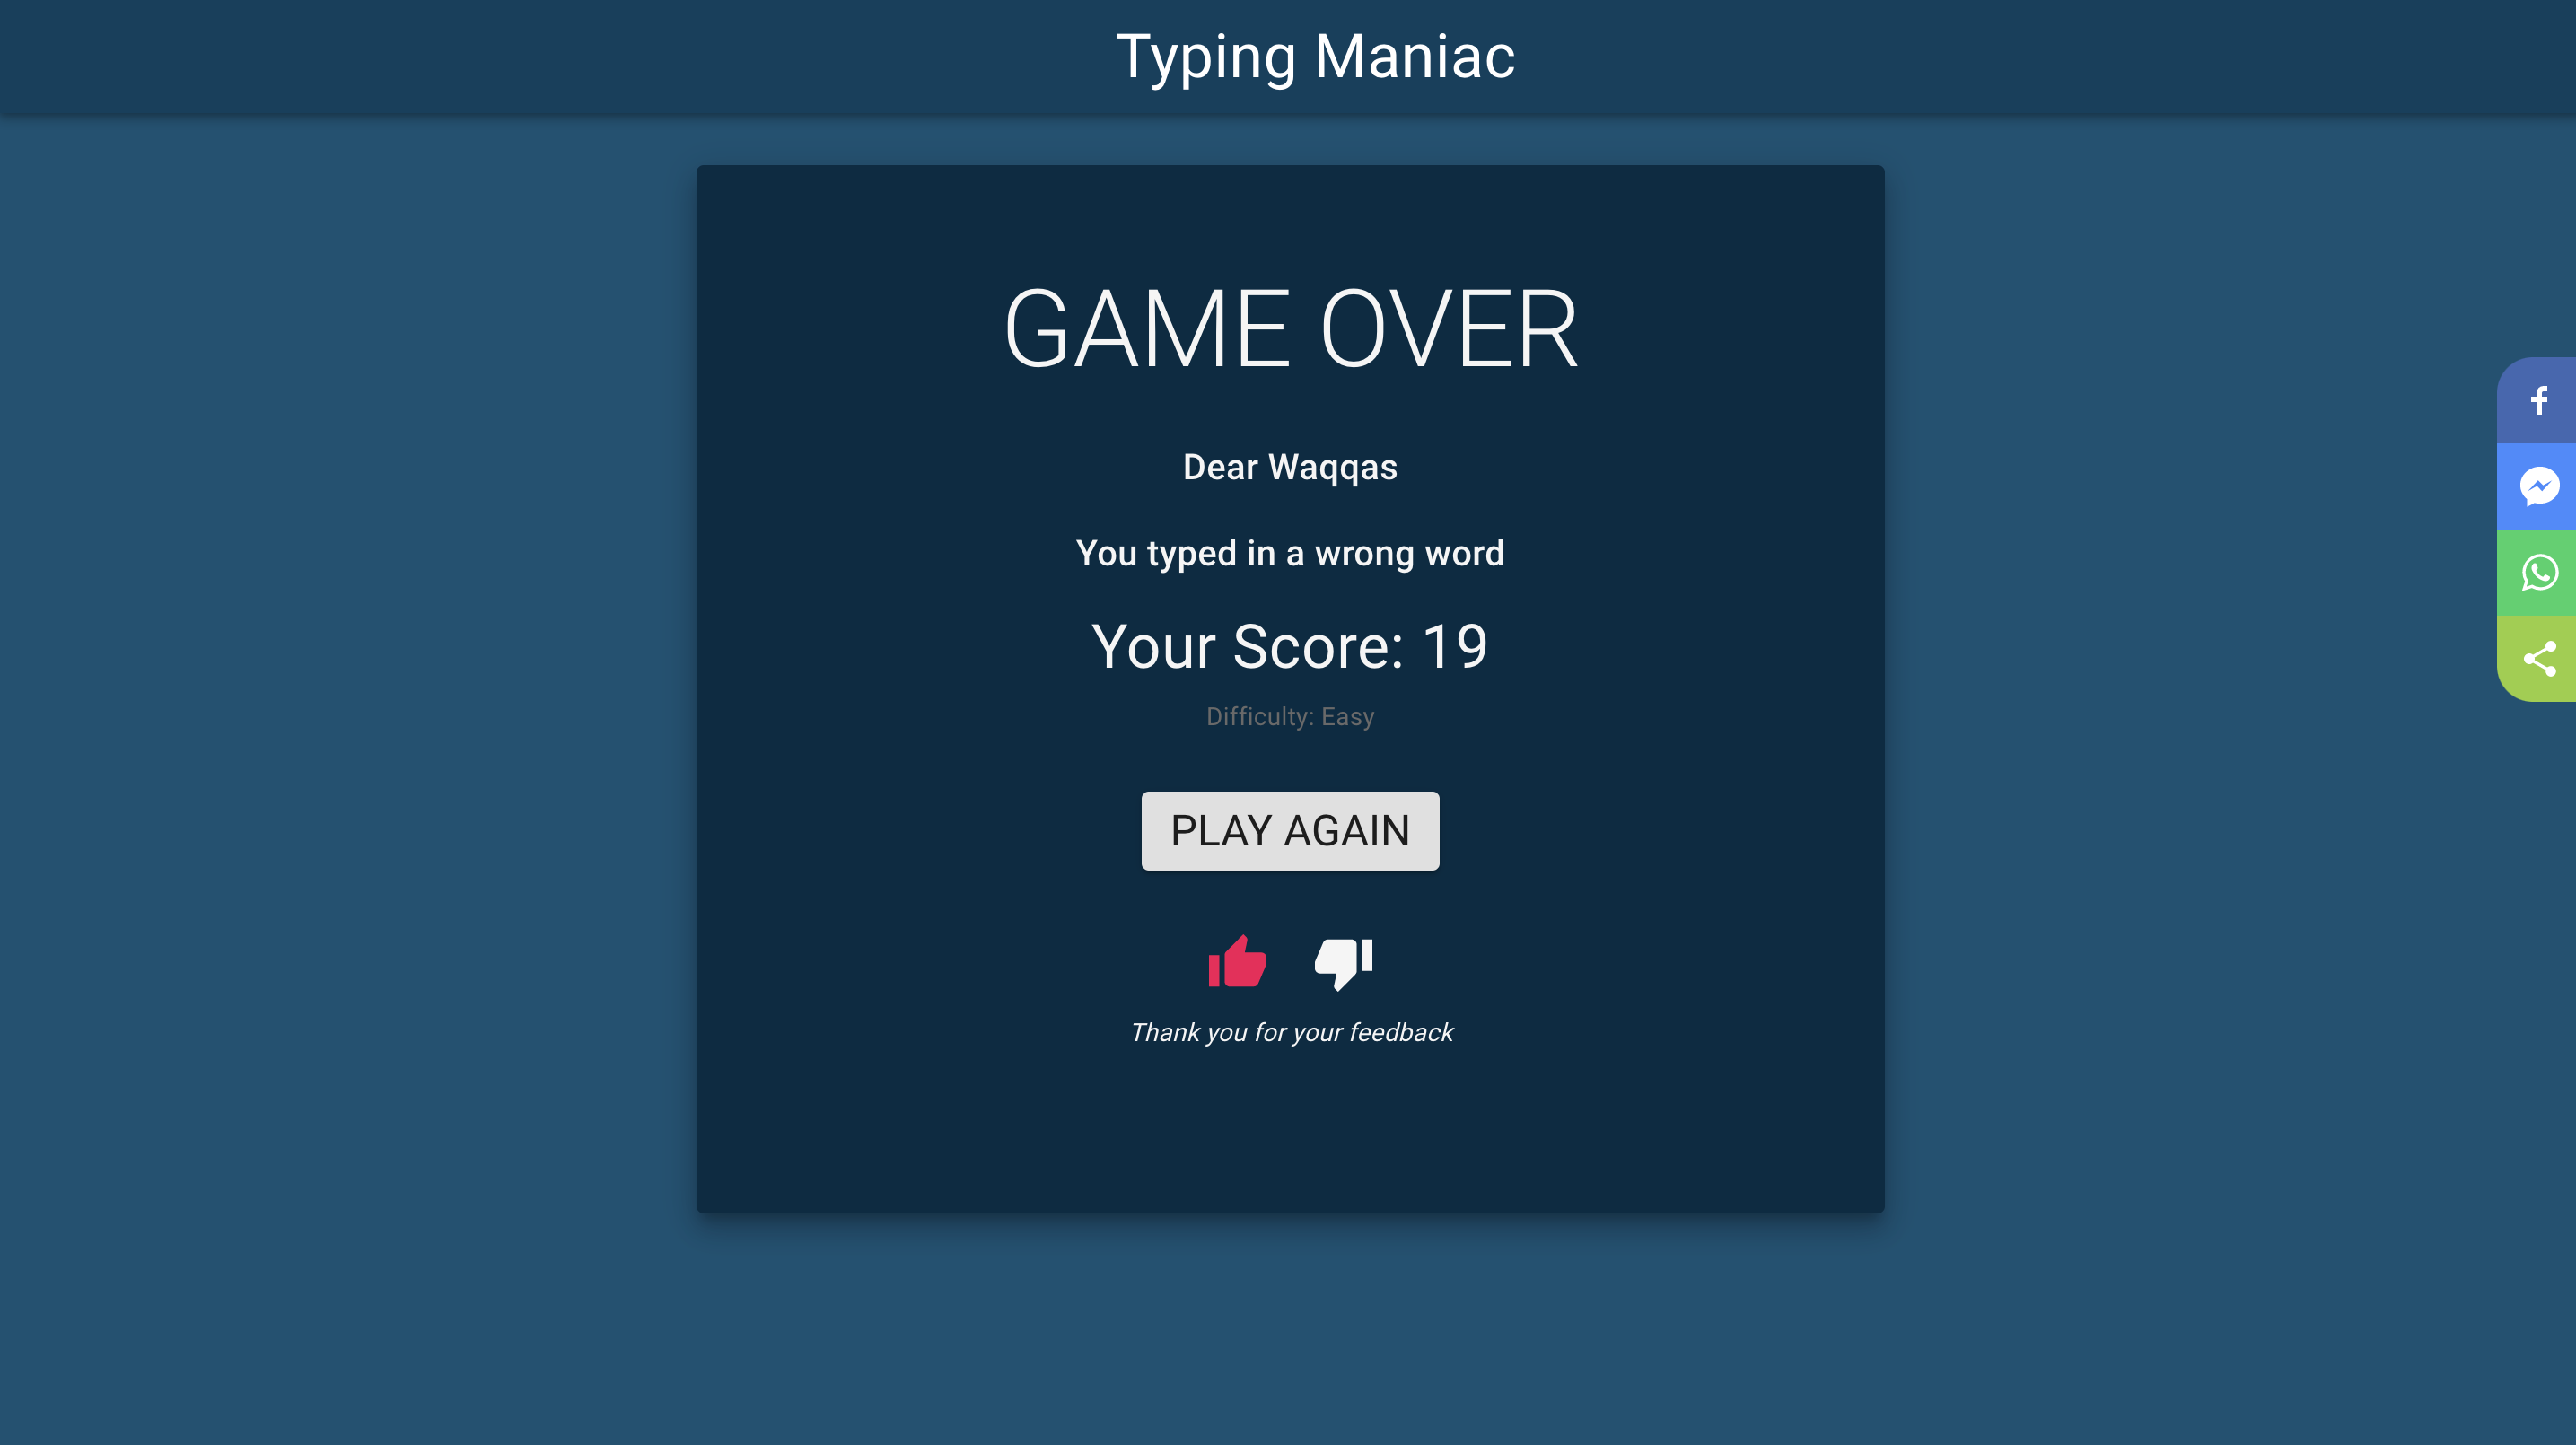 Typing Maniac
GAME OVER
Dear Waqqas
You typed in a wrong word
Your Score: 19
Difficulty: Easy
PLAY AGAIN
Thank you for your feedback